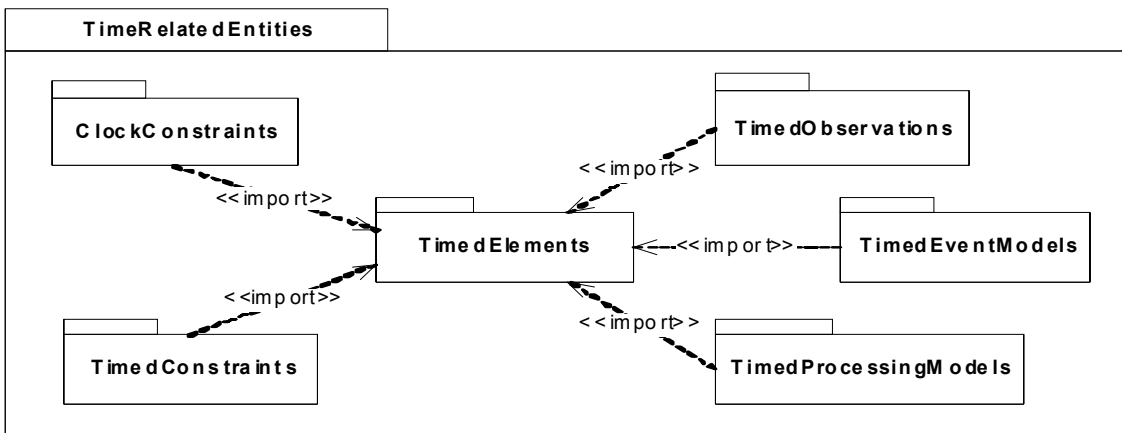 TimeRelatedEntities
ClockConstraints
TimedObservations
<<import>>
<<import>>
TimedElements
<<import>>
TimedEventModels
<<import>>
<<import>>
TimedConstraints
TimedProcessingModels